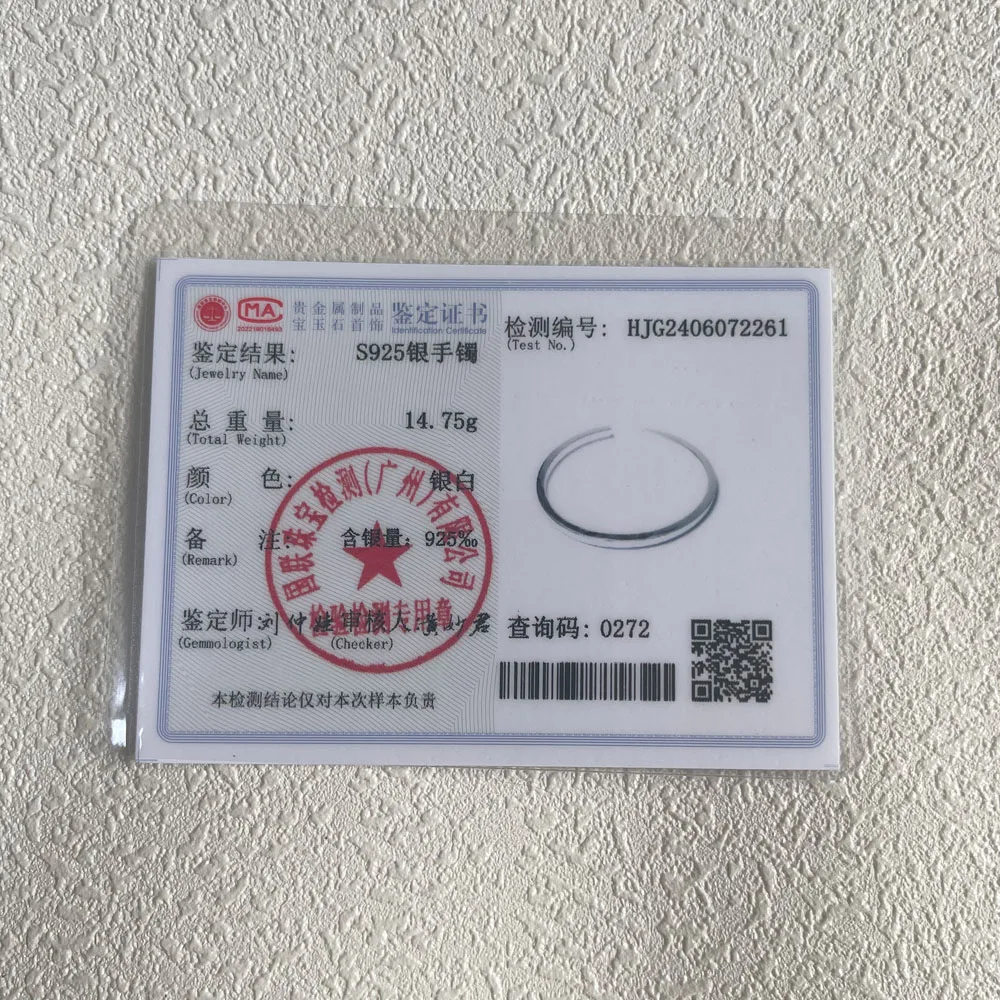 MA
贵金属制品
宝玉石首饰
鉴定证书
Identification Certificate
鉴定结果: S925银手镯
(Jewelry Name)
总重量: 14.75g
(Total Weight)
颜色: 银白
(Color)
备注: 含银量: 925‰
(Remark)
鉴定师: 刘仲 审核人:
(Gemmologist) (Checker)
本检测结论仅对本次样本负责
国联珠宝检测(广州)有限公司
检验检测专用章
检测编号: HJG2406072261
(Test No.)
查询码: 0272